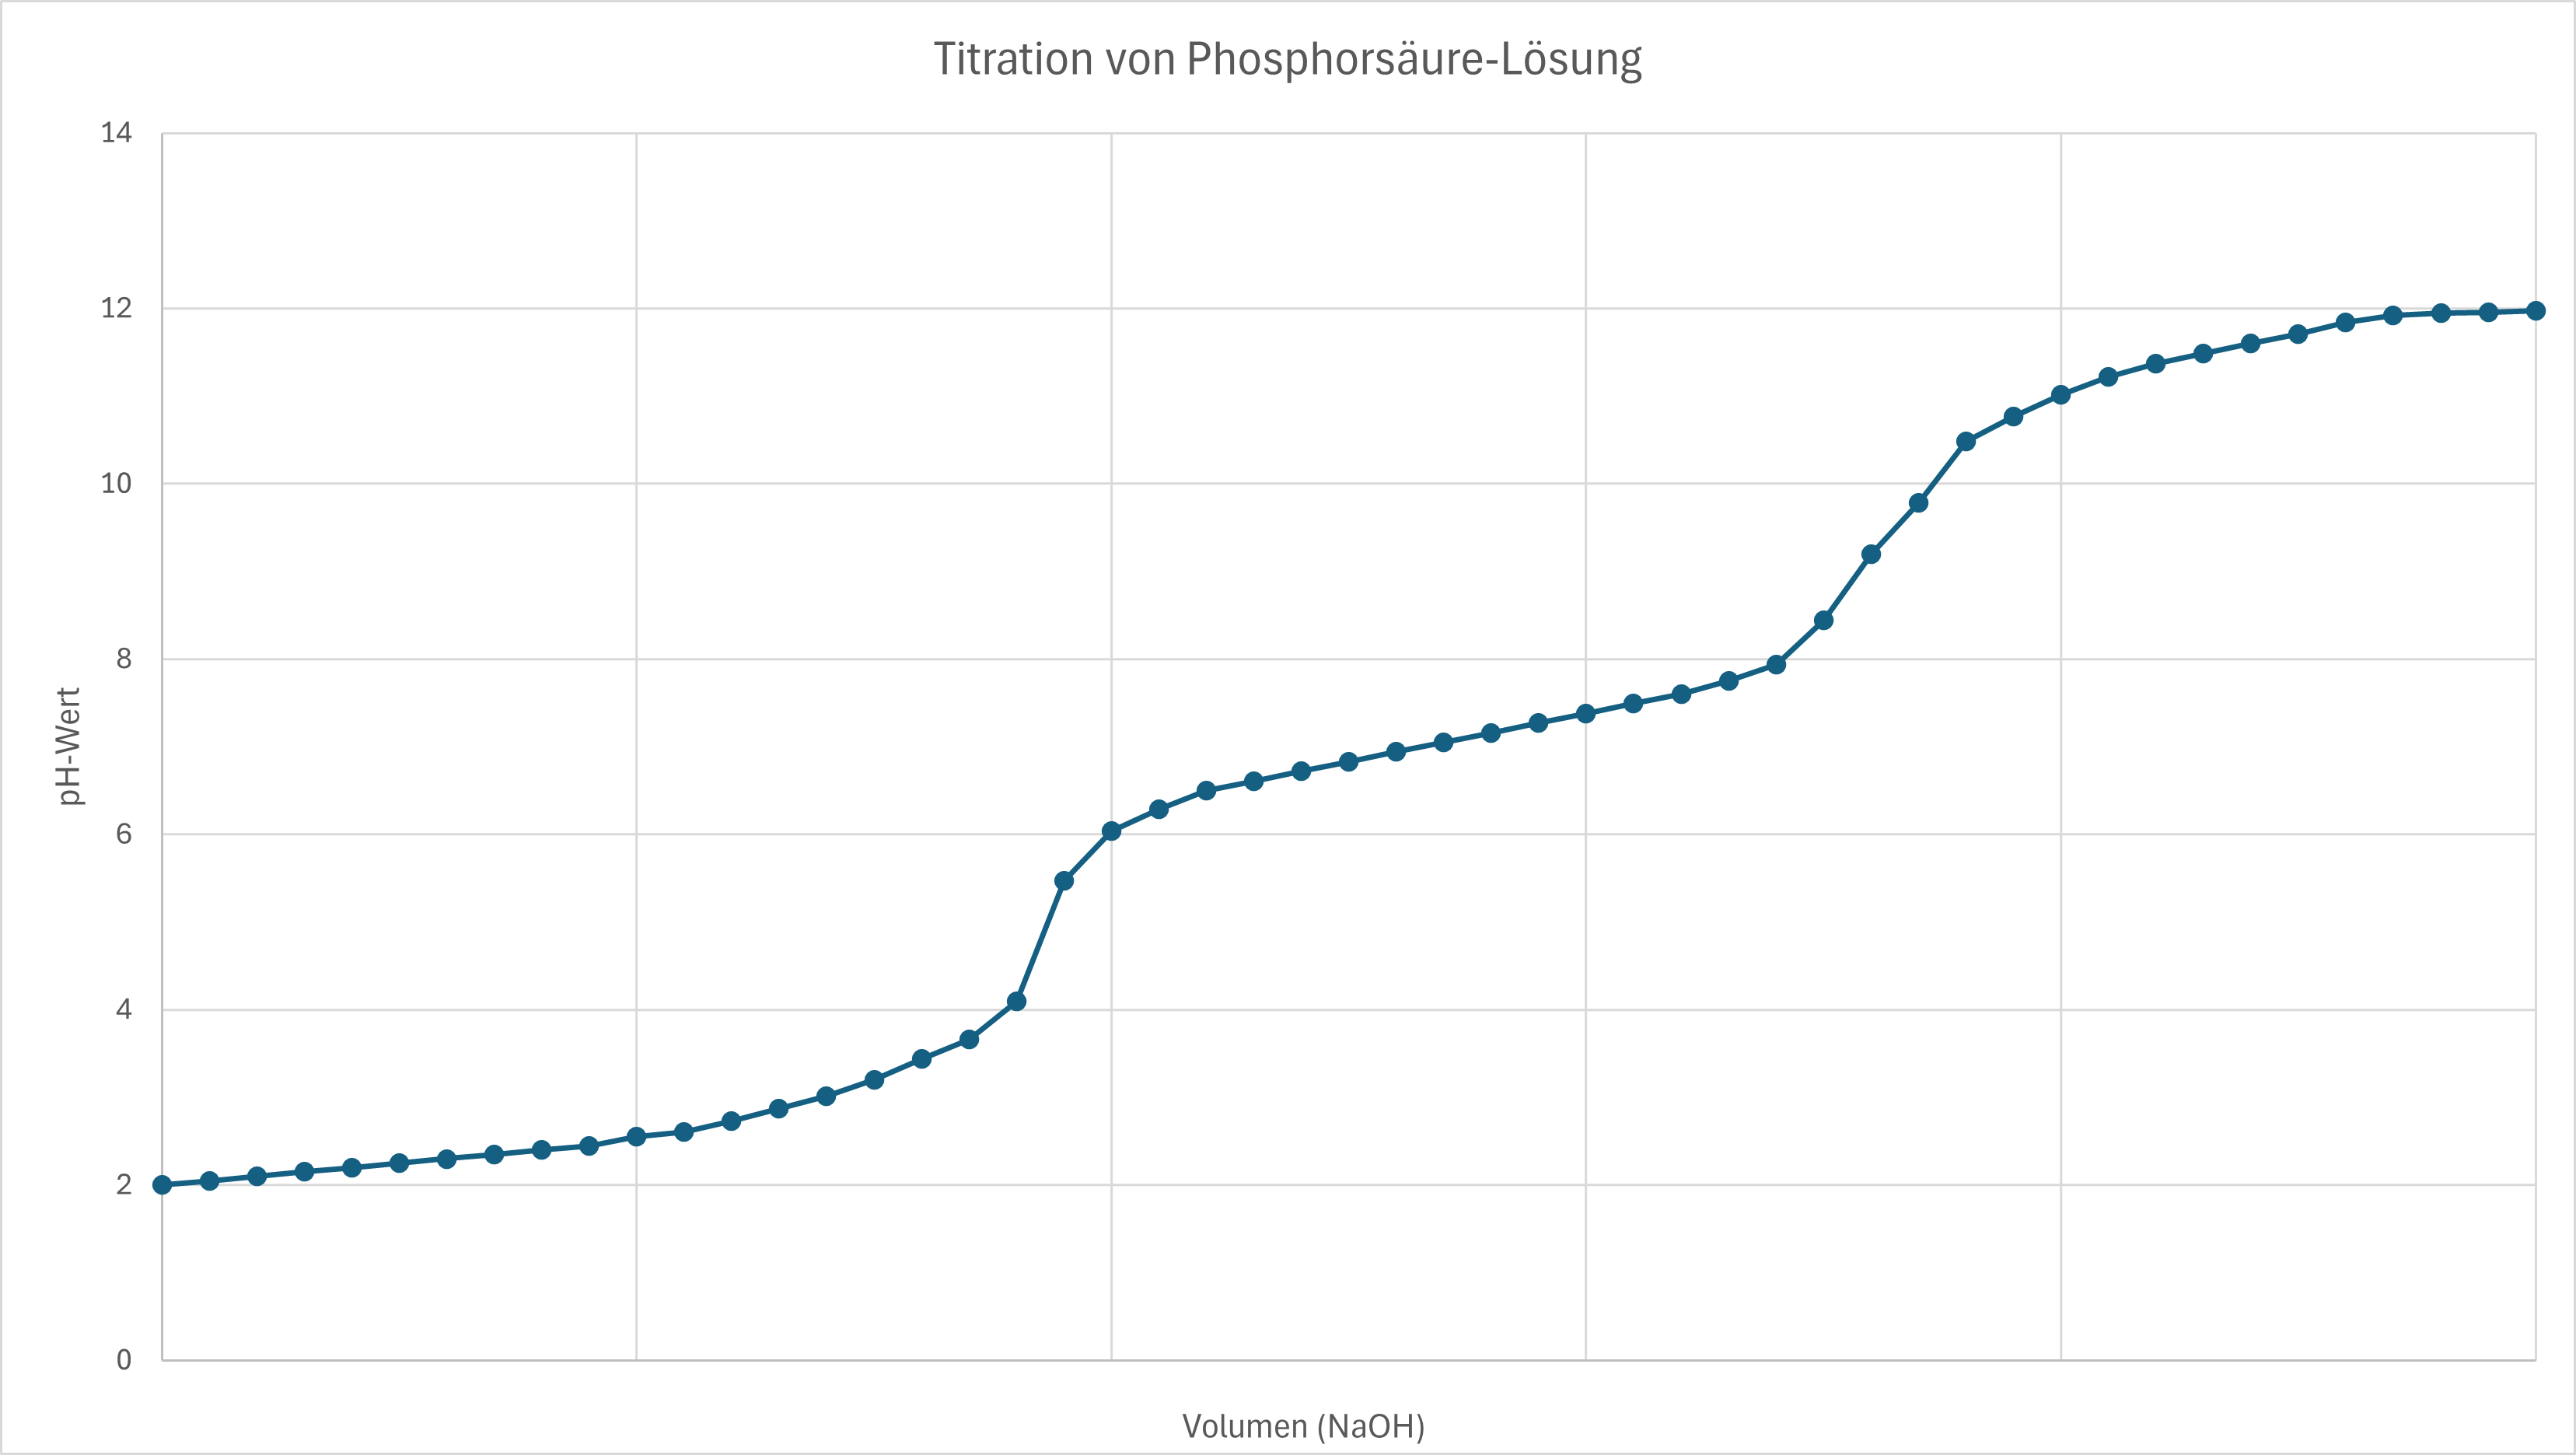 Titration von Phosphorsäure-Lösung
14
12
10
8
6
4
2
0
pH-Wert
Volumen (NaOH)